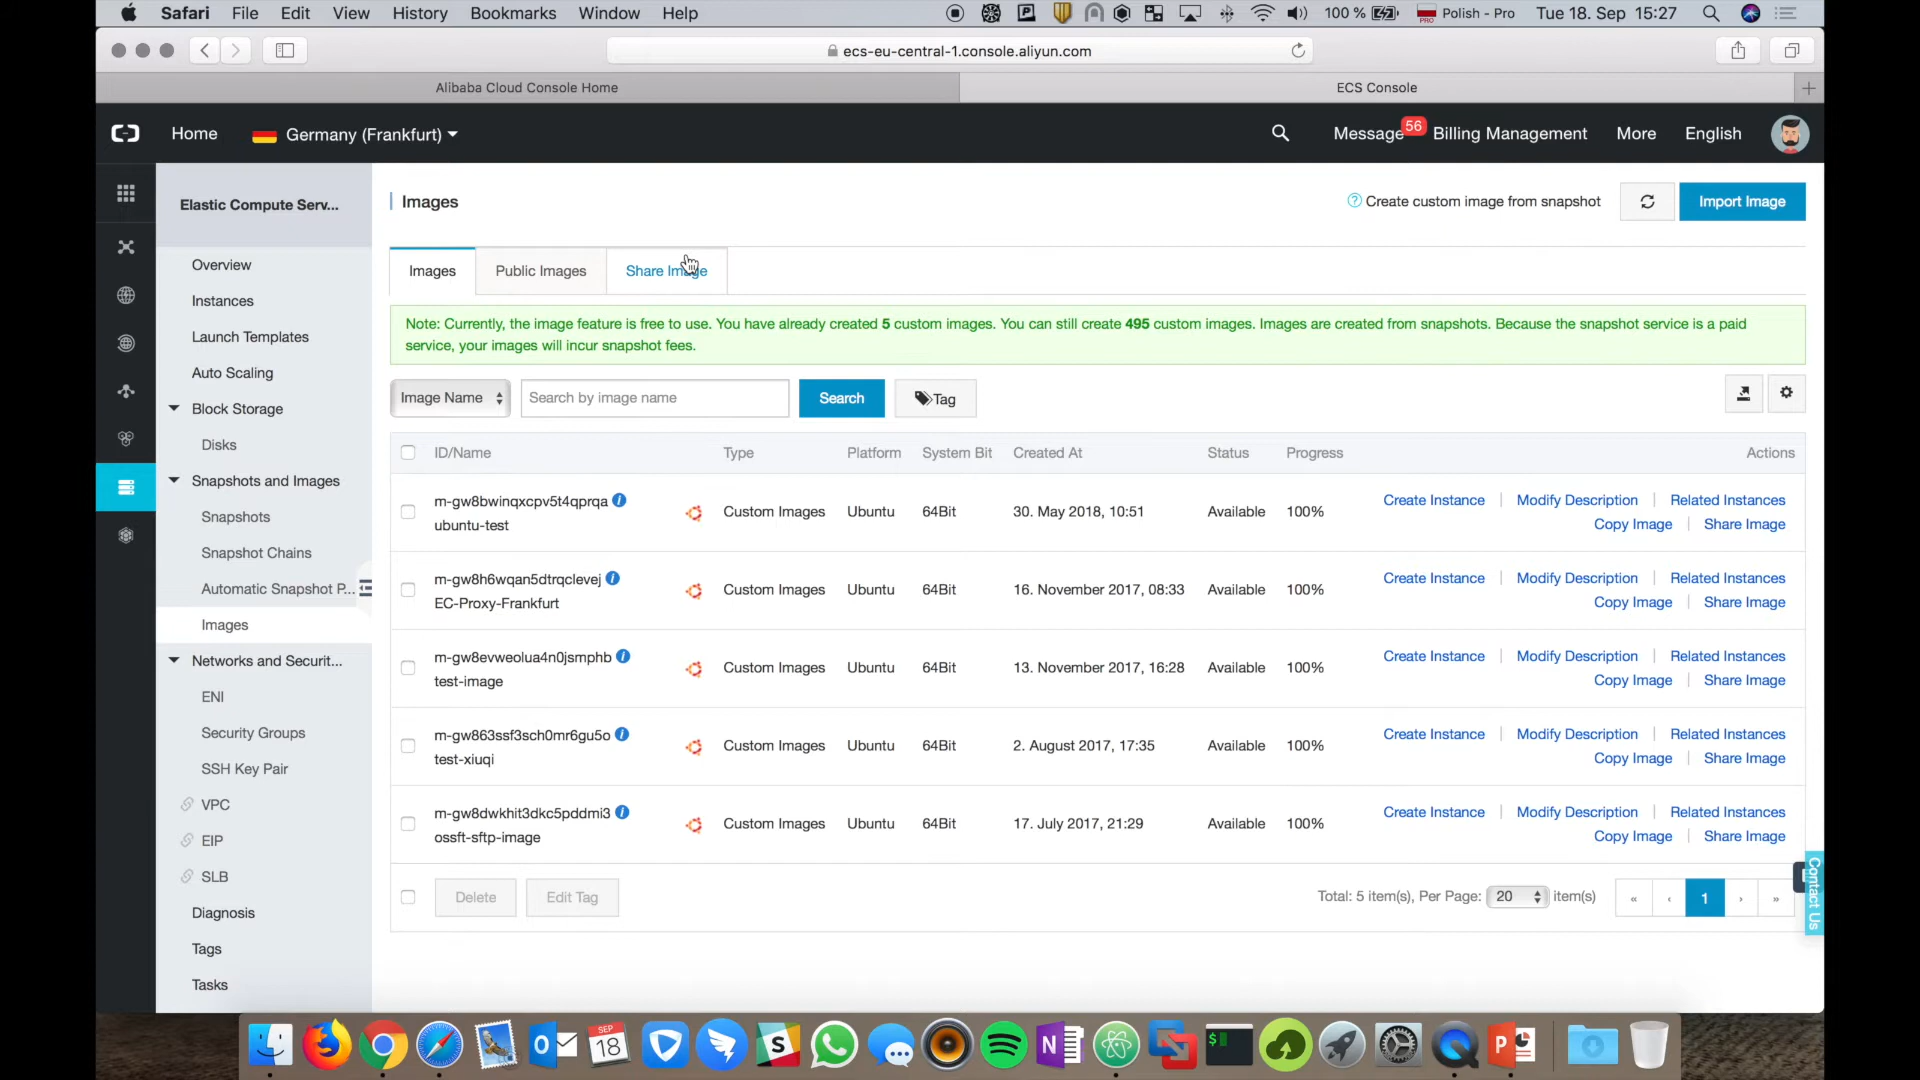 Safari File Edit View History Bookmarks Window Help 100 % Polish - Pro Tue 18. Sep 15:27
ecs-eu-central-1.console.aliyun.com
Alibaba Cloud Console Home ECS Console
Home Germany (Frankfurt) Message 56 Billing Management More English
Elastic Compute Serv...
Overview
Instances
Launch Templates
Auto Scaling
Block Storage
Disks
Snapshots and Images
Snapshots
Snapshot Chains
Automatic Snapshot P...
Images
Networks and Securit...
ENI
Security Groups
SSH Key Pair
VPC
EIP
SLB
Diagnosis
Tags
Tasks
Images Create custom image from snapshot Import Image
Images Public Images Share Image
Note: Currently, the image feature is free to use. You have already created 5 custom images. You can still create 495 custom images. Images are created from snapshots. Because the snapshot service is a paid
service, your images will incur snapshot fees.
Image Name Search by image name Search Tag
ID/Name Type Platform System Bit Created At Status Progress Actions
m-gw8bwinqxcpv5t4qprqa Create Instance Modify Description Related Instances
Custom Images Ubuntu 64Bit 30. May 2018, 10:51 Available 100%
ubuntu-test Copy Image Share Image
m-gw8h6wqan5dtrqclevej Create Instance Modify Description Related Instances
Custom Images Ubuntu 64Bit 16. November 2017, 08:33 Available 100%
EC-Proxy-Frankfurt Copy Image Share Image
m-gw8evweolua4n0jsmphb Create Instance Modify Description Related Instances
Custom Images Ubuntu 64Bit 13. November 2017, 16:28 Available 100%
test-image Copy Image Share Image
m-gw863ssf3sch0mr6gu5o Create Instance Modify Description Related Instances
Custom Images Ubuntu 64Bit 2. August 2017, 17:35 Available 100%
test-xiuqi Copy Image Share Image
m-gw8dwkhit3dkc5pddmi3 Create Instance Modify Description Related Instances
Custom Images Ubuntu 64Bit 17. July 2017, 21:29 Available 100%
ossft-sftp-image Copy Image Share Image
Delete Edit Tag Total: 5 item(s), Per Page: 20 item(s) « ‹ 1 › »
Contact Us
SEP
18